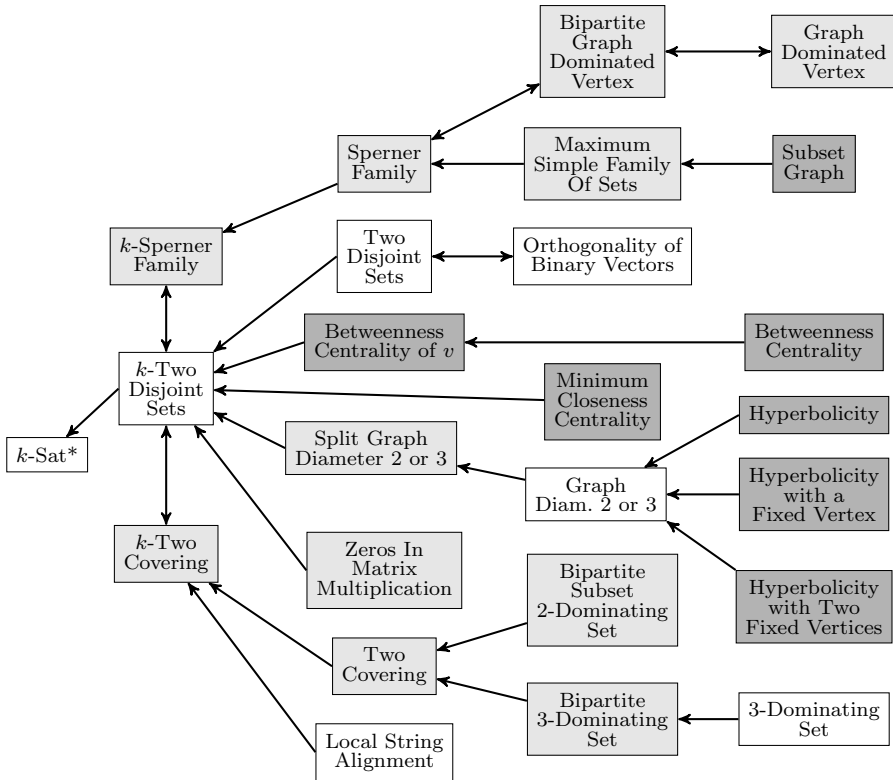 Bipartite
Graph
Dominated
Vertex
Graph
Dominated
Vertex
Sperner
Family
Maximum
Simple Family
Of Sets
Subset
Graph
k-Sperner
Family
Two
Disjoint
Sets
Orthogonality of
Binary Vectors
Betweenness
Centrality of v
Betweenness
Centrality
k-Two
Disjoint
Sets
Minimum
Closeness
Centrality
Hyperbolicity
k-Sat*
Split Graph
Diameter 2 or 3
Graph
Diam. 2 or 3
Hyperbolicity
with a
Fixed Vertex
k-Two
Covering
Zeros In
Matrix
Multiplication
Bipartite
Subset
2-Dominating
Set
Hyperbolicity
with Two
Fixed Vertices
Two
Covering
Bipartite
3-Dominating
Set
3-Dominating
Set
Local String
Alignment